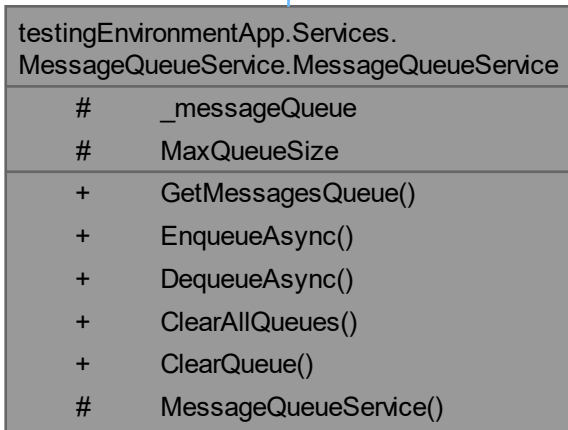 testingEnvironmentApp.Services.
MessageQueueService.MessageQueueService
# _messageQueue
# MaxQueueSize
+ GetMessagesQueue()
+ EnqueueAsync()
+ DequeueAsync()
+ ClearAllQueues()
+ ClearQueue()
# MessageQueueService()